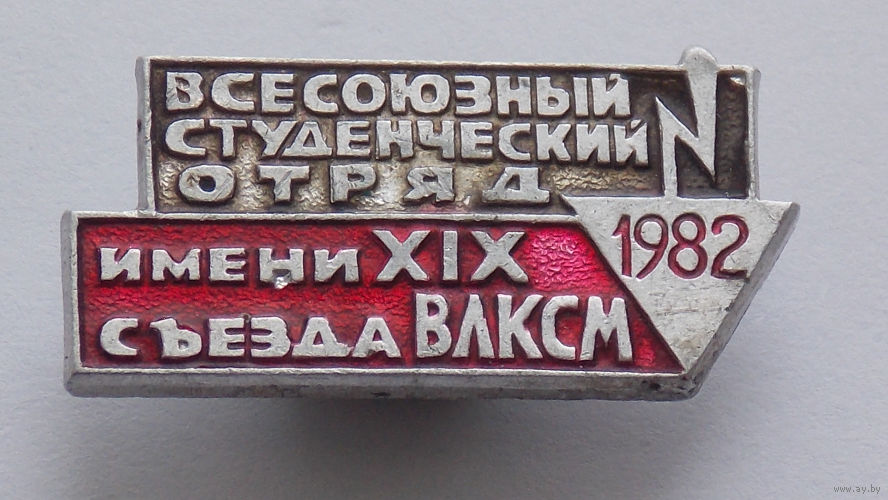 ВСЕСОЮЗНЫЙ
СТУДЕНЧЕСКИЙ
ОТРЯД
ИМЕНИ XIX
СЪЕЗДА ВЛКСМ
1982
www.ay.by